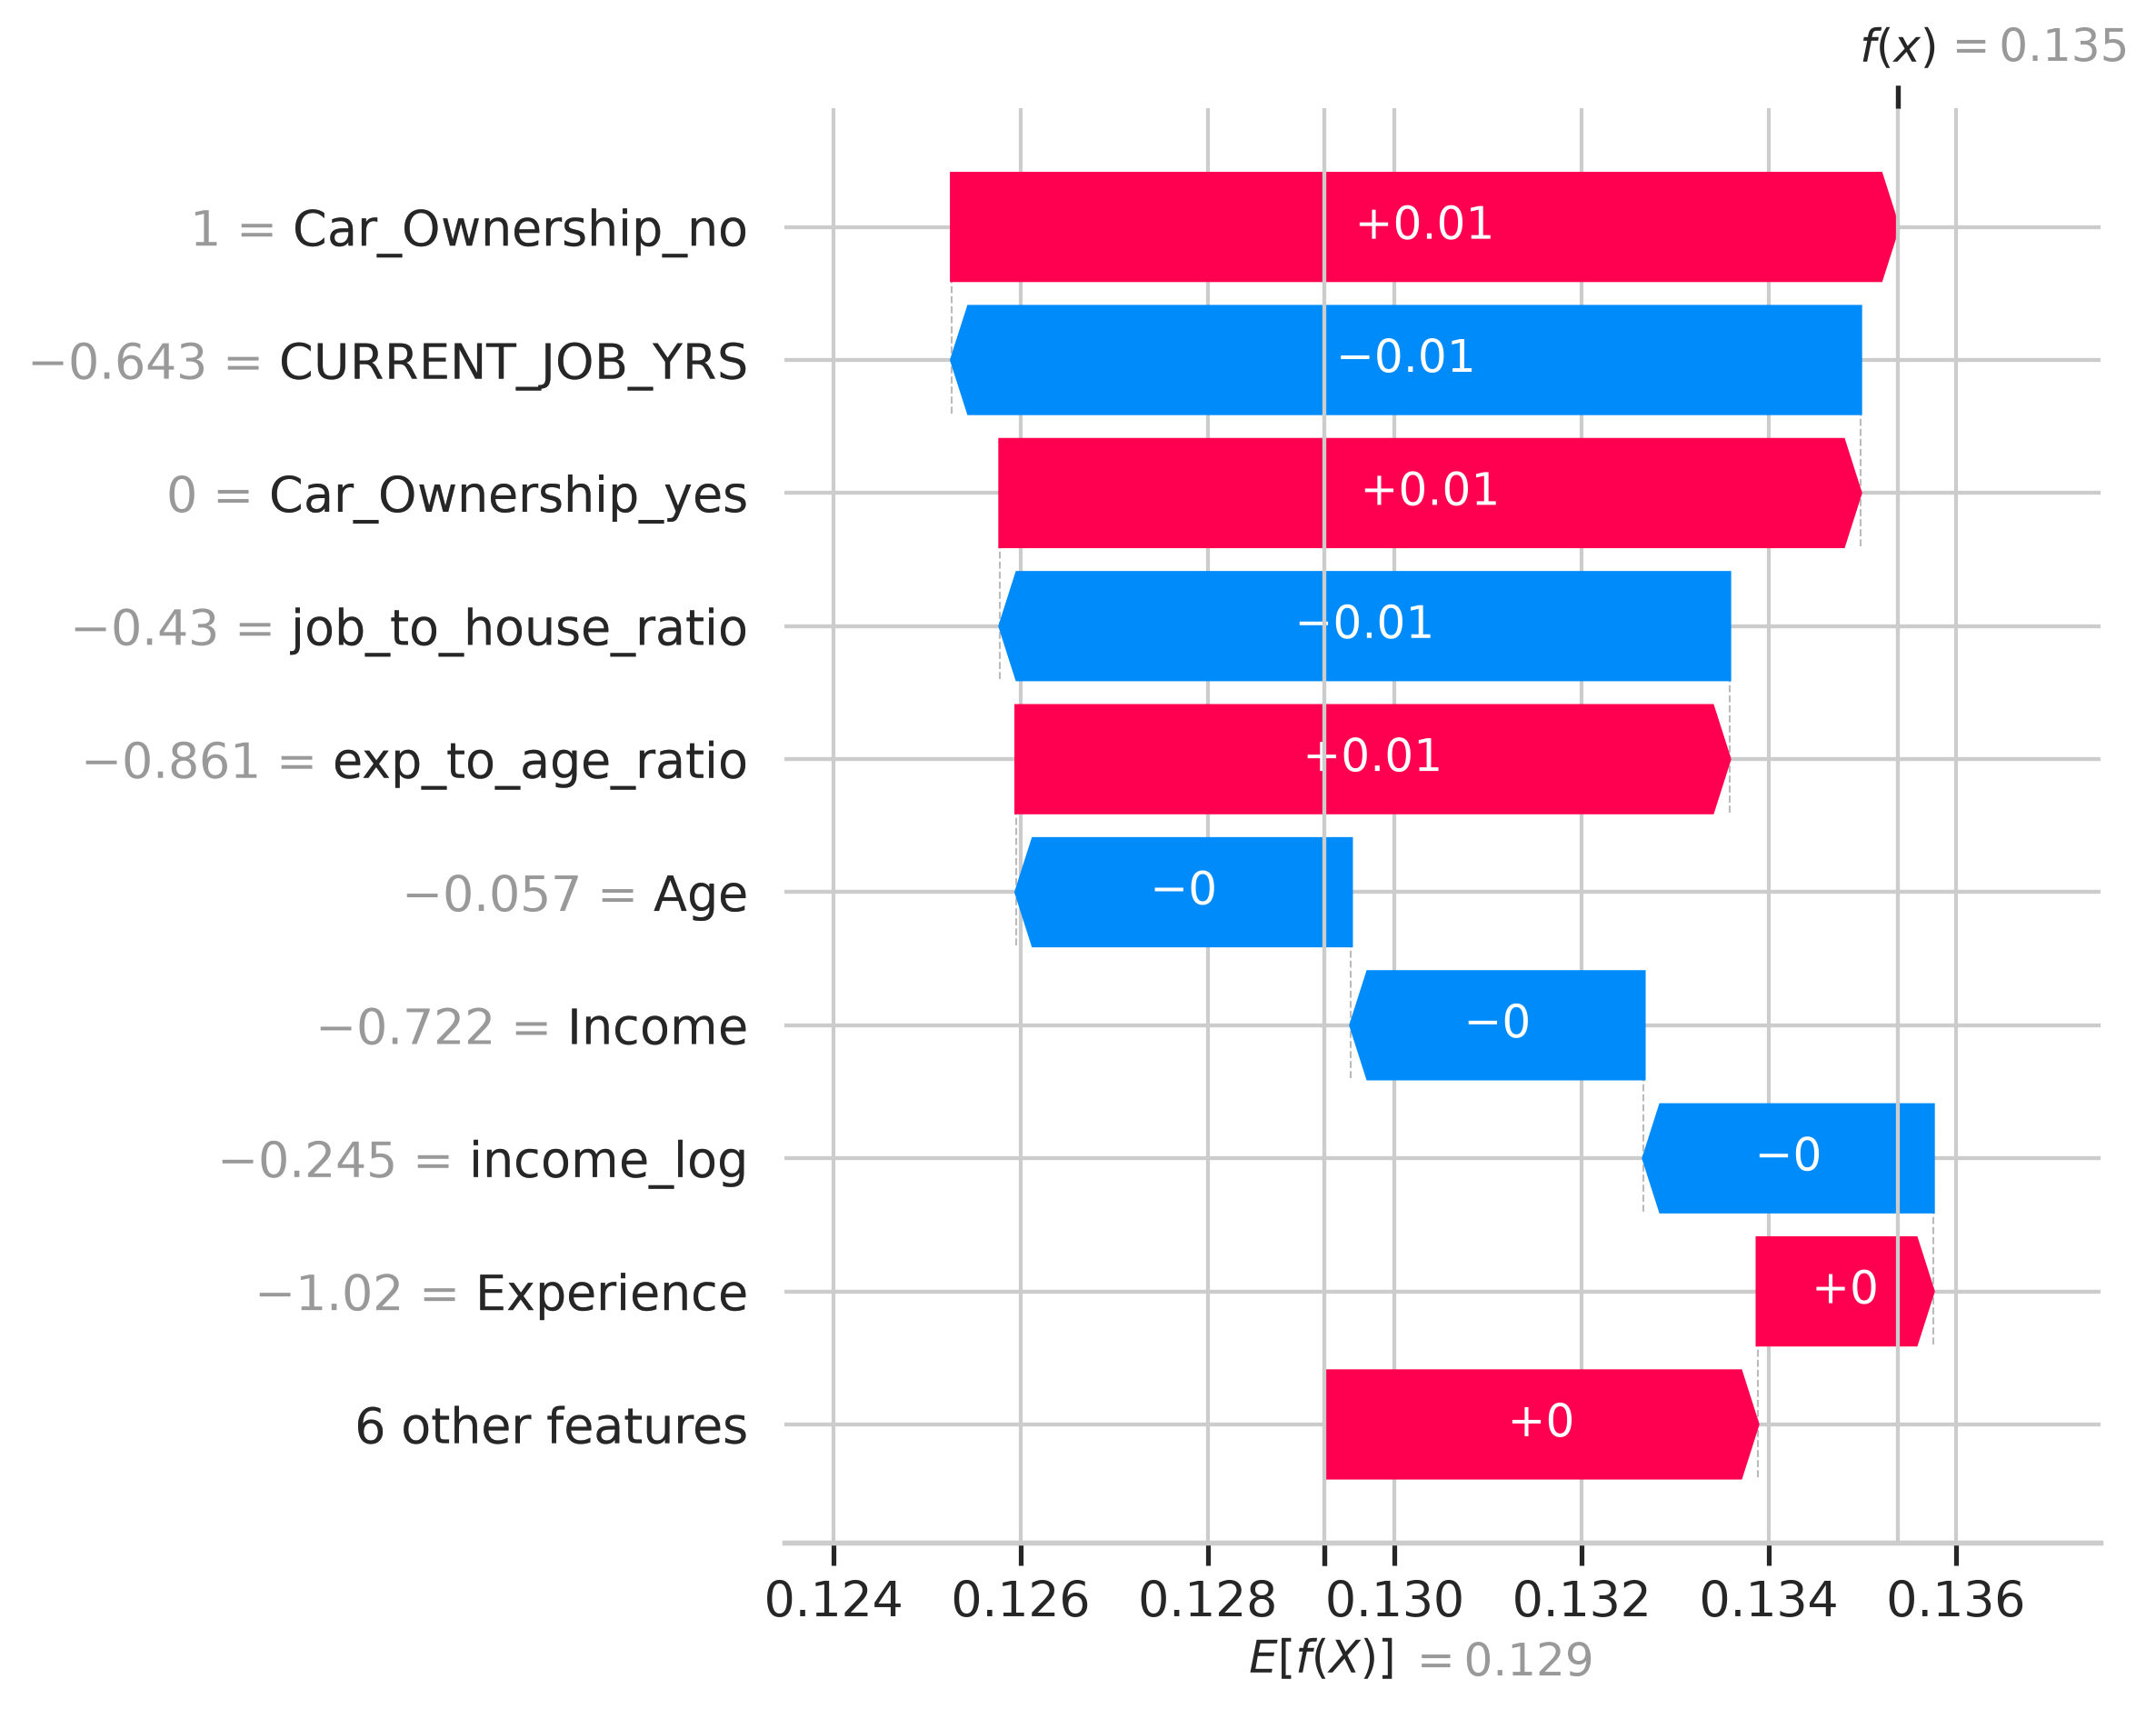 f(x) = 0.135
1 = Car_Ownership_no
+0.01
−0.643 = CURRENT_JOB_YRS
−0.01
0 = Car_Ownership_yes
+0.01
−0.43 = job_to_house_ratio
−0.01
−0.861 = exp_to_age_ratio
+0.01
−0.057 = Age
−0
−0.722 = Income
−0
−0.245 = income_log
−0
−1.02 = Experience
+0
6 other features
+0
0.124 0.126 0.128 0.130 0.132 0.134 0.136
E[f(X)] = 0.129